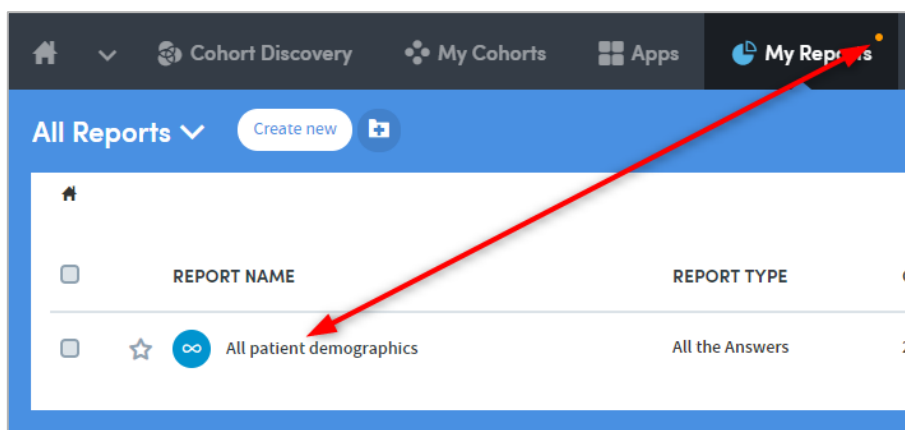 Cohort Discovery My Cohorts Apps My Reports
All Reports Create new
REPORT NAME REPORT TYPE
All patient demographics All the Answers